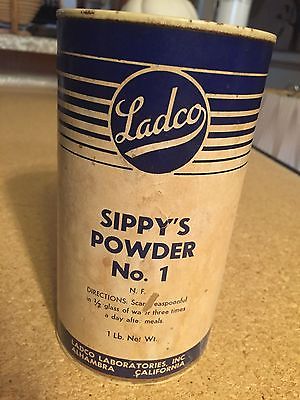 Ladco
SIPPY'S
POWDER
No. 1
N. F.
DIRECTIONS: Scant teaspoonful
in ½ glass of water three times
a day after meals.
1 Lb. Net Wt.
LADCO LABORATORIES, INC.
ALHAMBRA CALIFORNIA